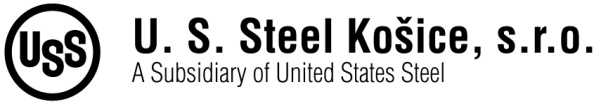 USS
U. S. Steel Košice, s.r.o.
A Subsidiary of United States Steel